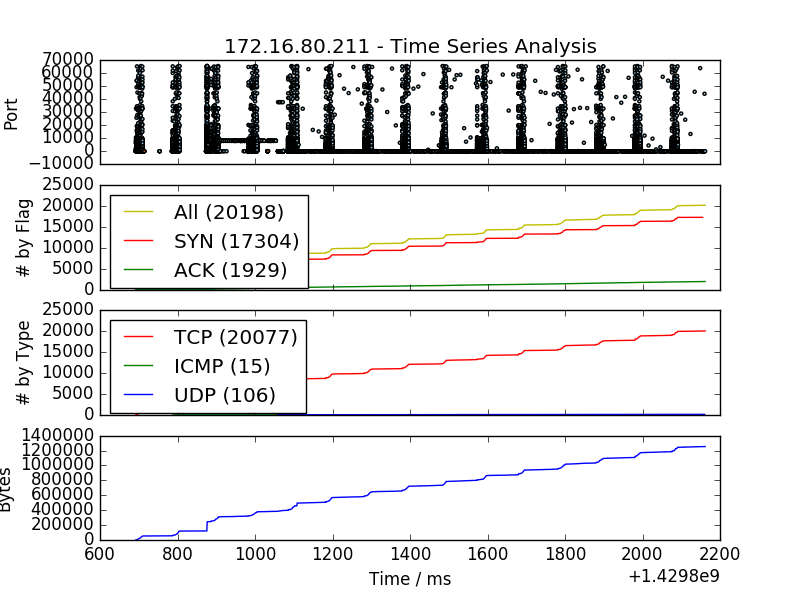 172.16.80.211 - Time Series Analysis
70000
60000
50000
40000
30000
20000
10000
0
−10000
Port
25000
20000
15000
10000
5000
0
# by Flag
All (20198)
SYN (17304)
ACK (1929)
25000
20000
15000
10000
5000
0
# by Type
TCP (20077)
ICMP (15)
UDP (106)
1400000
1200000
1000000
800000
600000
400000
200000
0
Bytes
600 800 1000 1200 1400 1600 1800 2000 2200
Time / ms
+1.4298e9